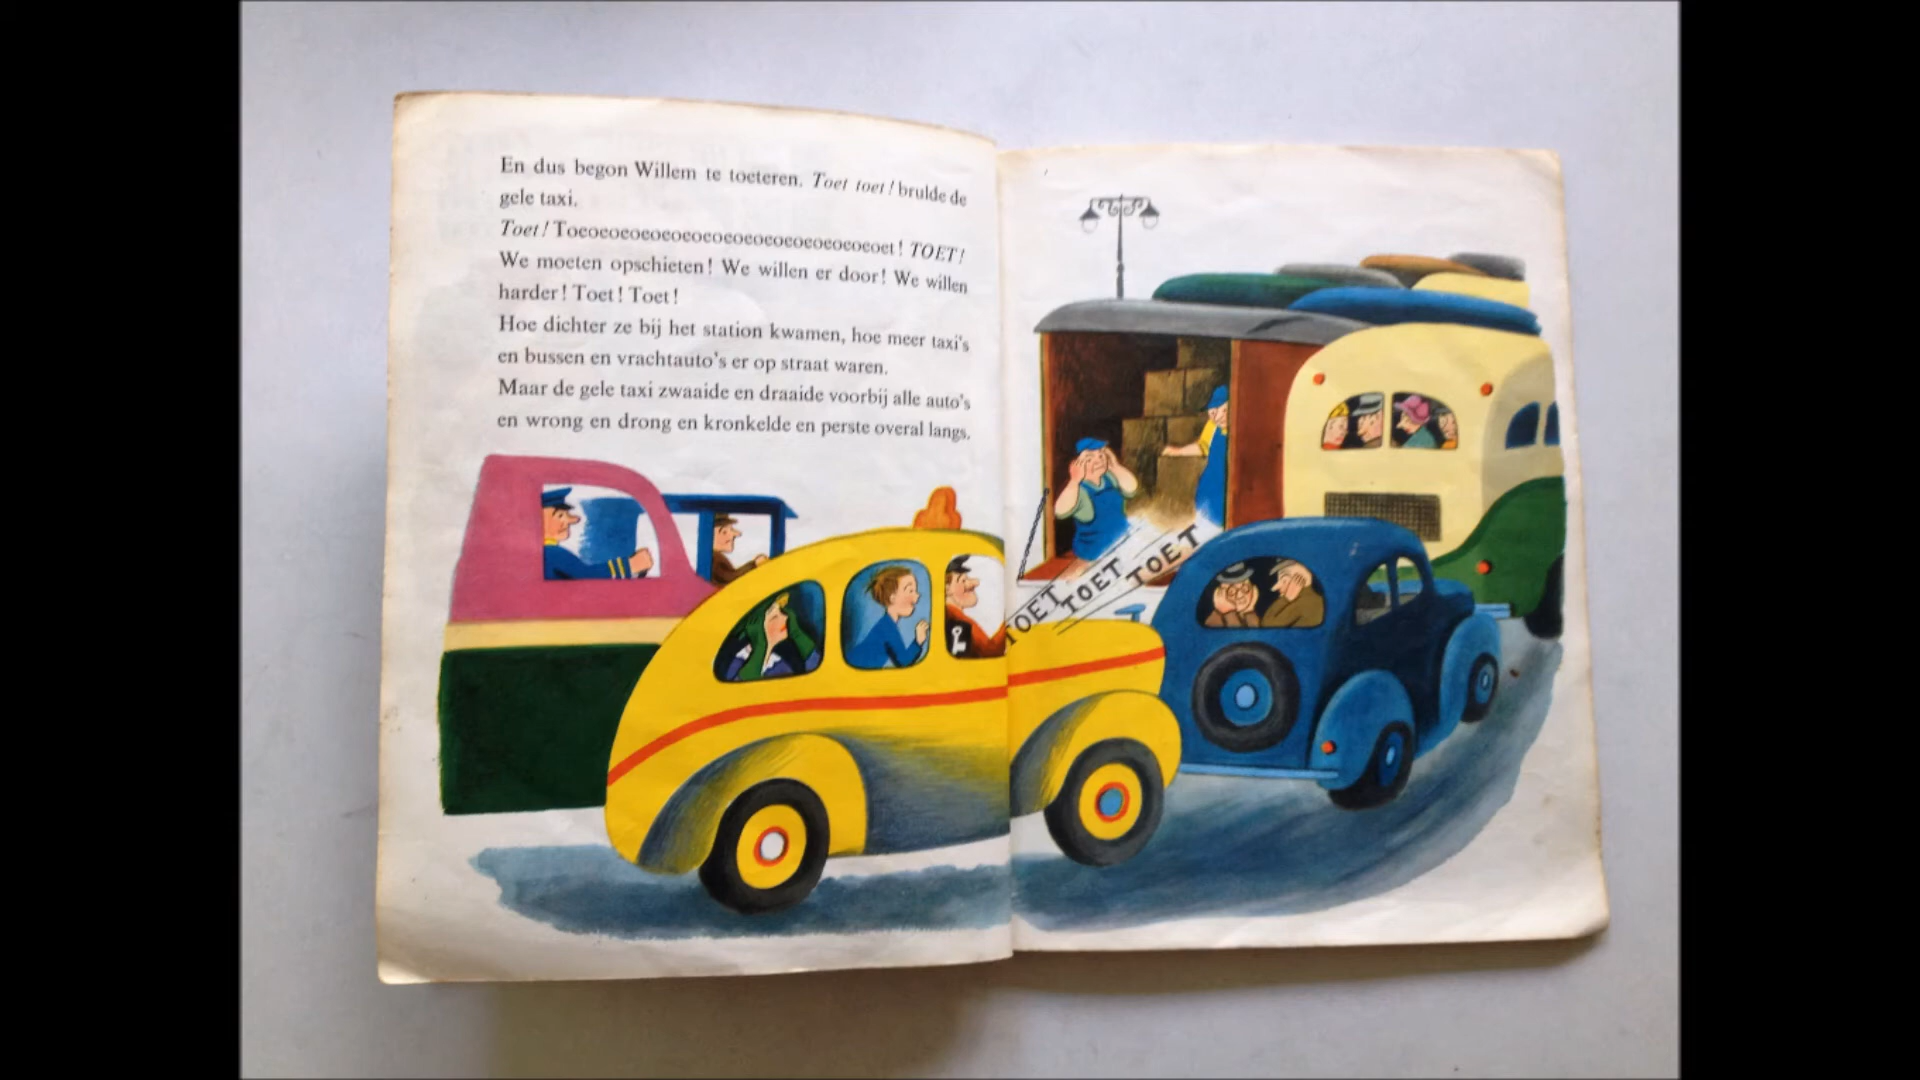 En dus begon Willem te toeteren. Toet toet! brulde de
gele taxi.
Toet! Toeoeoeoeoeoeoeoeoeoeoeoeoeoeoeoet! TOET!
We moeten opschieten! We willen er door! We willen
harder! Toet! Toet!
Hoe dichter ze bij het station kwamen, hoe meer taxi's
en bussen en vrachtauto's er op straat waren.
Maar de gele taxi zwaaide en draaide voorbij alle auto's
en wrong en drong en kronkelde en perste overal langs.
TOET
TOET
TOET